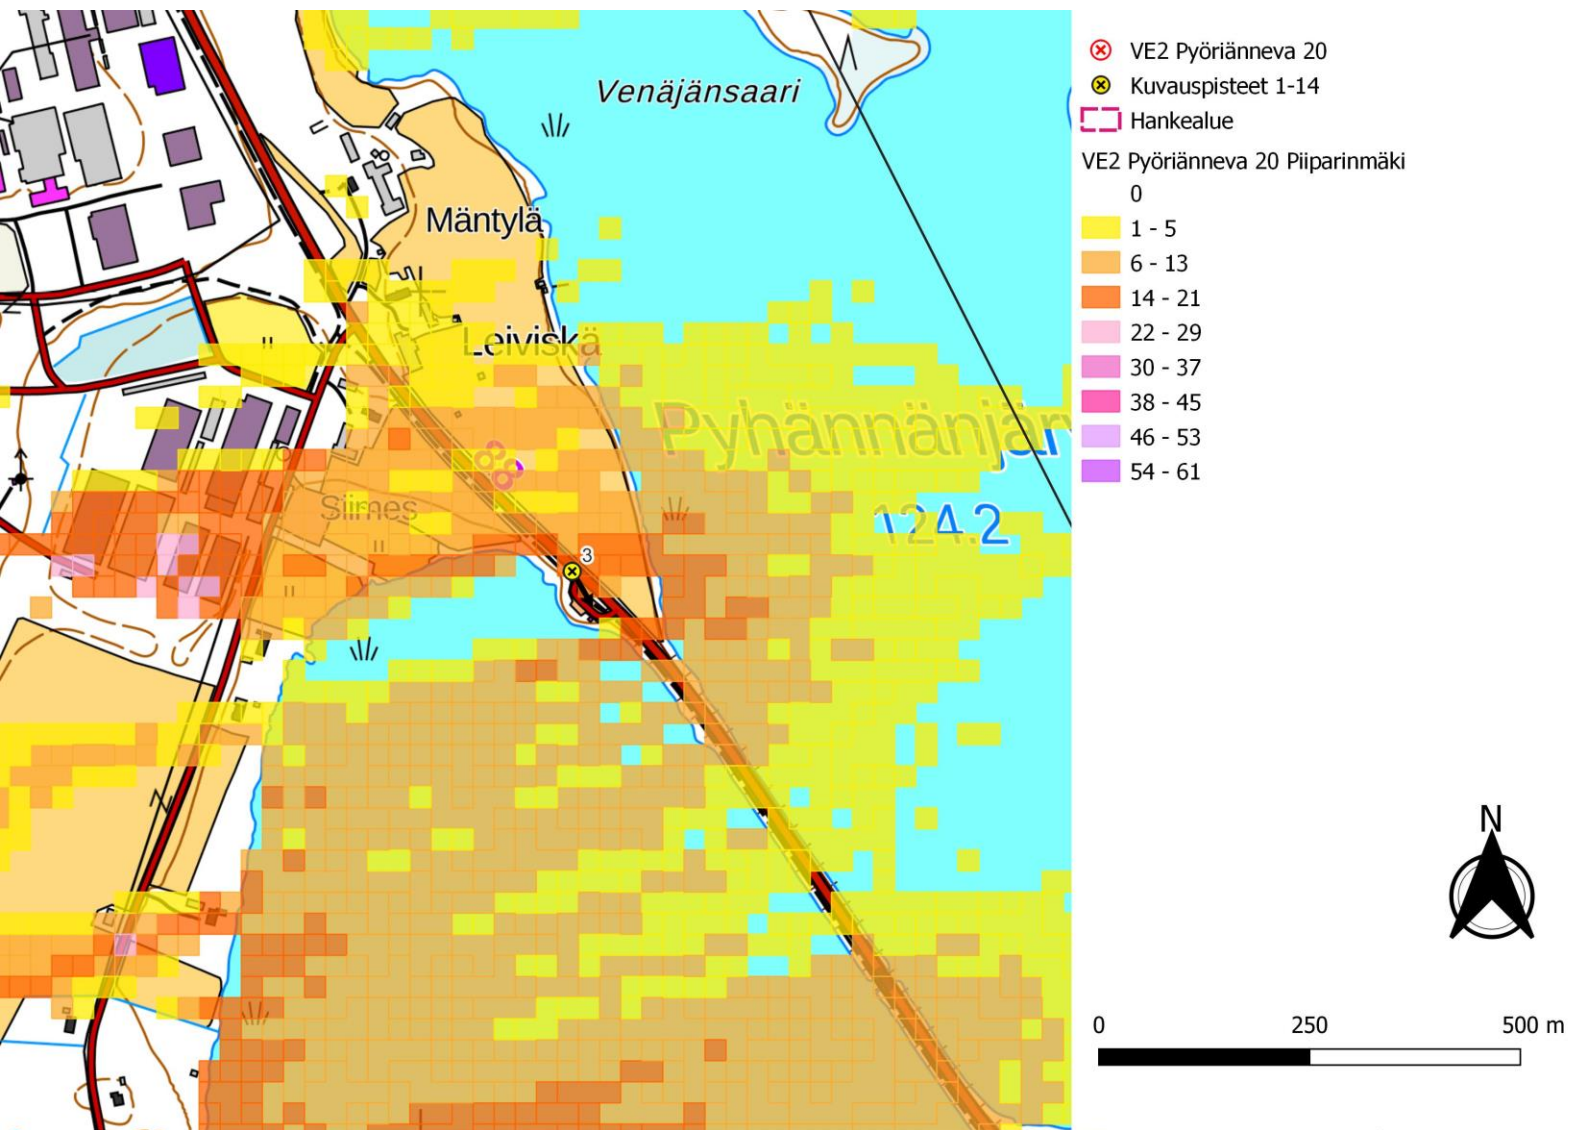 Venäjänsaari
Mäntylä
Leiviskä
Pyhännänjärv
Siimes
124.2
3
VE2 Pyöriänneva 20
Kuvauspisteet 1-14
Hankealue
VE2 Pyöriänneva 20 Piiparinmäki
0
1 - 5
6 - 13
14 - 21
22 - 29
30 - 37
38 - 45
46 - 53
54 - 61
N
0 250 500 m